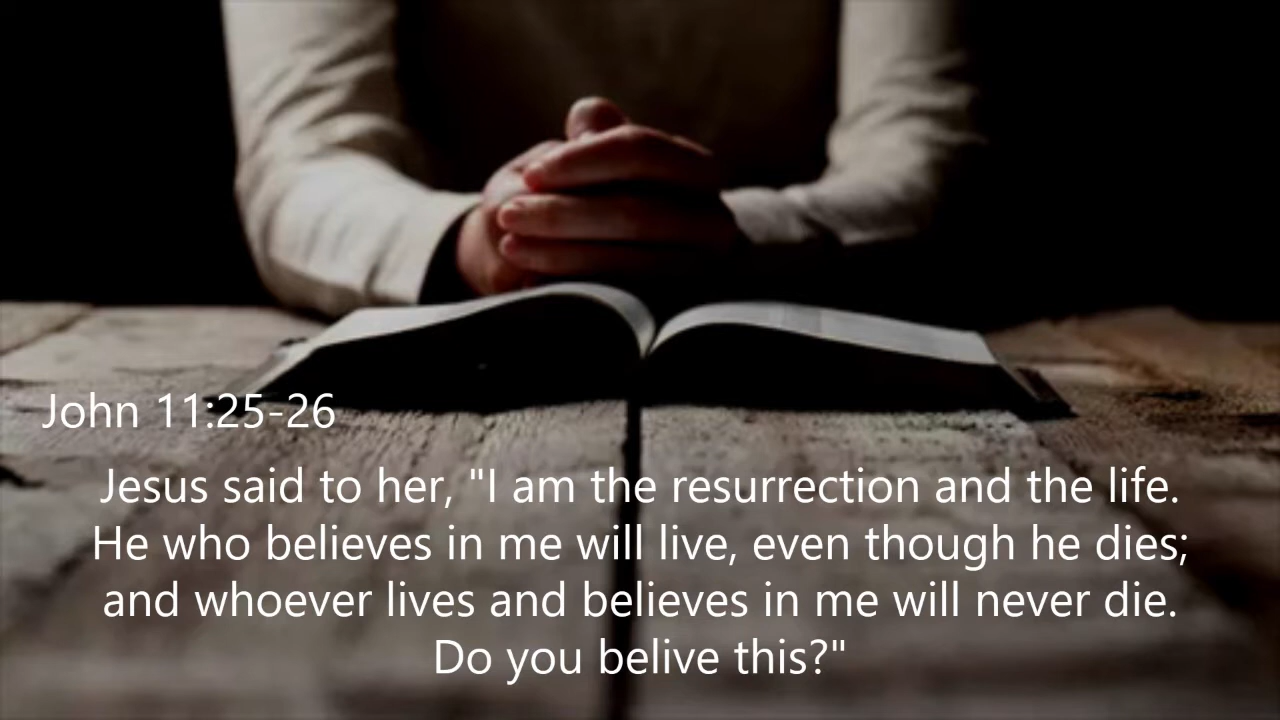 John 11:25-26
Jesus said to her, "I am the resurrection and the life.
He who believes in me will live, even though he dies;
and whoever lives and believes in me will never die.
Do you belive this?"